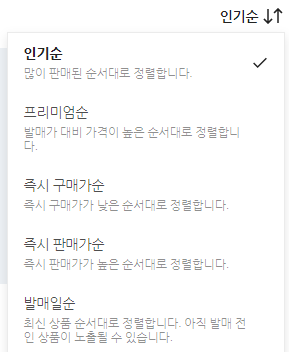 인기순
인기순
많이 판매된 순서대로 정렬합니다.
프리미엄순
발매가 대비 가격이 높은 순서대로 정렬합니
다.
즉시 구매가순
즉시 구매가가 낮은 순서대로 정렬합니다.
즉시 판매가순
즉시 판매가가 높은 순서대로 정렬합니다.
발매일순
최신 상품 순서대로 정렬합니다. 아직 발매 전
인 상품이 노출될 수 있습니다.